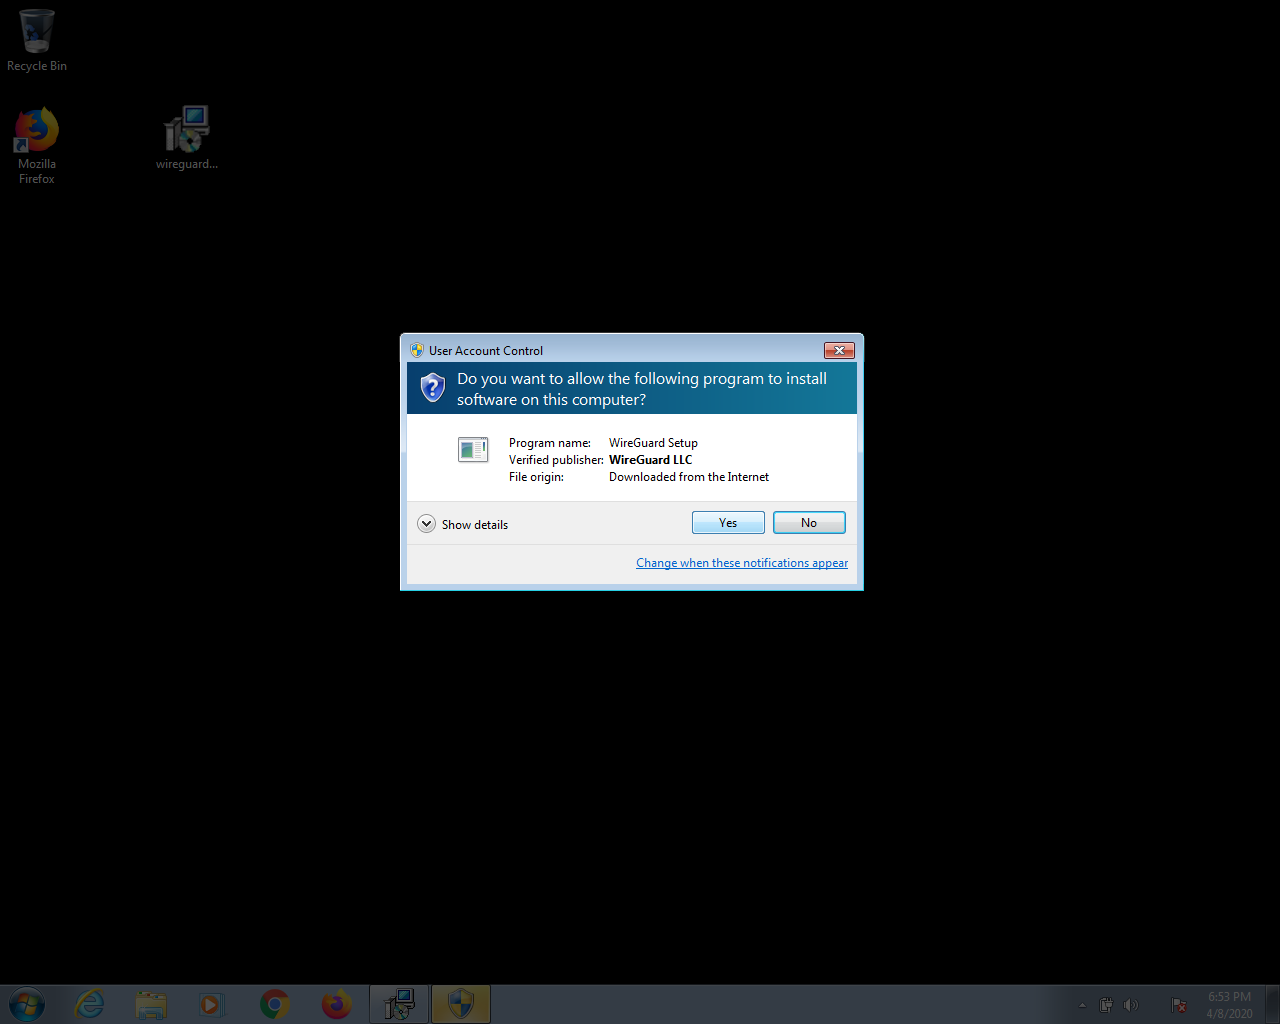 Recycle Bin
Mozilla
Firefox
wireguard...
User Account Control
Do you want to allow the following program to install
software on this computer?
Program name: WireGuard Setup
Verified publisher: WireGuard LLC
File origin: Downloaded from the Internet
Show details
Yes
No
Change when these notifications appear
6:53 PM
4/8/2020